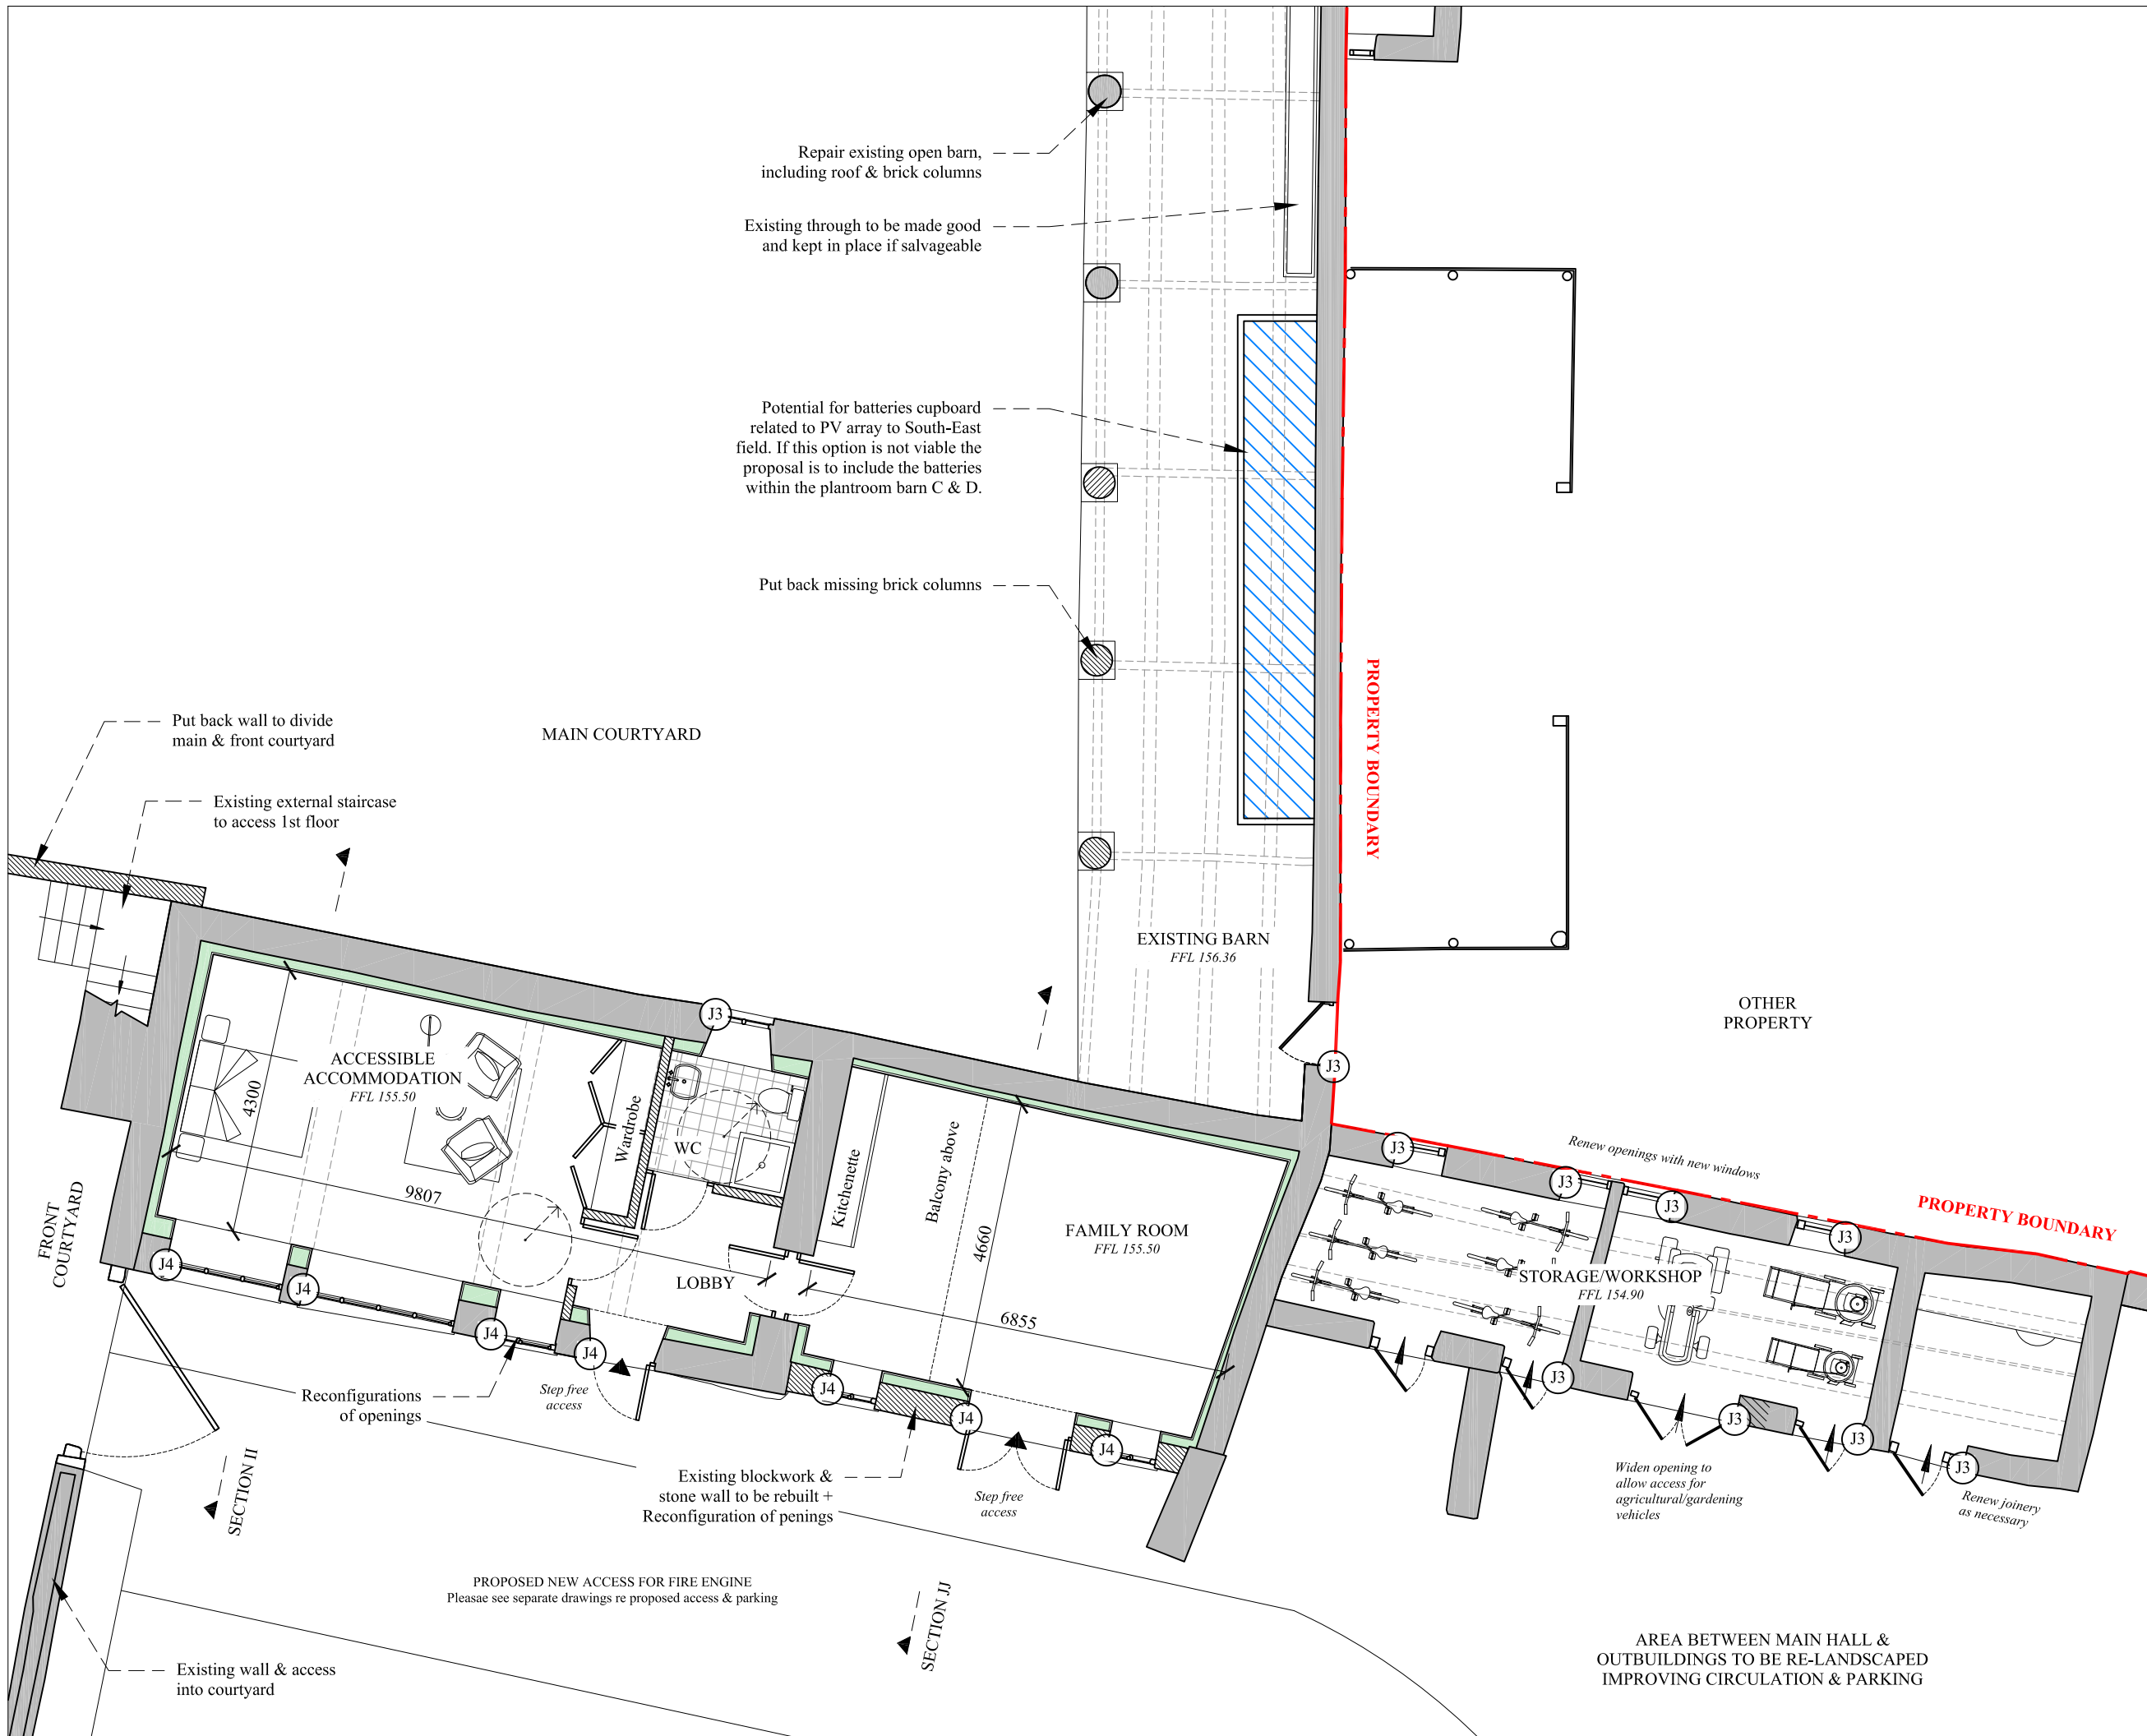 Repair existing open barn,
including roof & brick columns
Existing through to be made good
and kept in place if salvageable
Potential for batteries cupboard
related to PV array to South-East
field. If this option is not viable the
proposal is to include the batteries
within the plantroom barn C & D.
Put back missing brick columns
PROPERTY BOUNDARY
Put back wall to divide
main & front courtyard
MAIN COURTYARD
Existing external staircase
to access 1st floor
EXISTING BARN
FFL 156.36
OTHER
PROPERTY
J3
J3
ACCESSIBLE
ACCOMMODATION
FFL 155.50
4300
9807
Wardrobe
WC
Kitchenette
Balcony above
4660
FAMILY ROOM
FFL 155.50
6855
LOBBY
FRONT
COURTYARD
J3
Renew openings with new windows
J3
J3
J3
PROPERTY BOUNDARY
STORAGE/WORKSHOP
FFL 154.90
J4
J4
J4
J4
J4
J4
J4
J3
J3
J3
J3
Reconfigurations
of openings
Step free
access
Existing blockwork &
stone wall to be rebuilt +
Reconfiguration of penings
Step free
access
Widen opening to
allow access for
agricultural/gardening
vehicles
Renew joinery
as necessary
SECTION II
SECTION JJ
PROPOSED NEW ACCESS FOR FIRE ENGINE
Pleasae see separate drawings re proposed access & parking
Existing wall & access
into courtyard
AREA BETWEEN MAIN HALL &
OUTBUILDINGS TO BE RE-LANDSCAPED
IMPROVING CIRCULATION & PARKING